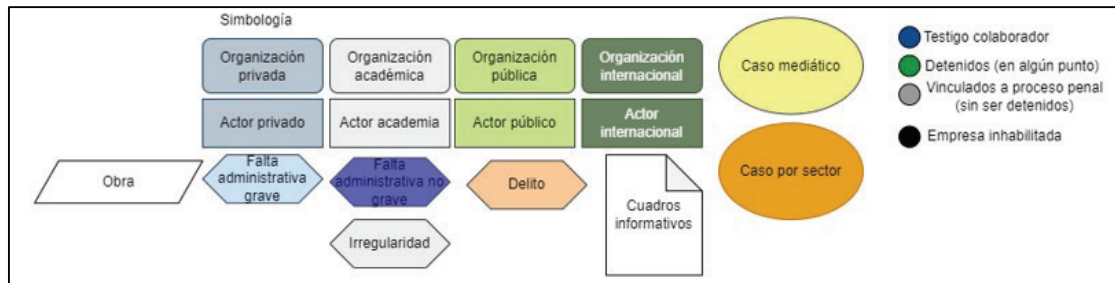 Simbología
Organización
privada
Organización
académica
Organización
pública
Organización
internacional
Actor privado
Actor academia
Actor público
Actor
internacional
Obra
Falta
administrativa
grave
Falta
administrativa no
grave
Delito
Irregularidad
Cuadros
informativos
Caso mediático
Caso por sector
Testigo colaborador
Detenidos (en algún punto)
Vinculados a proceso penal
(sin ser detenidos)
Empresa inhabilitada